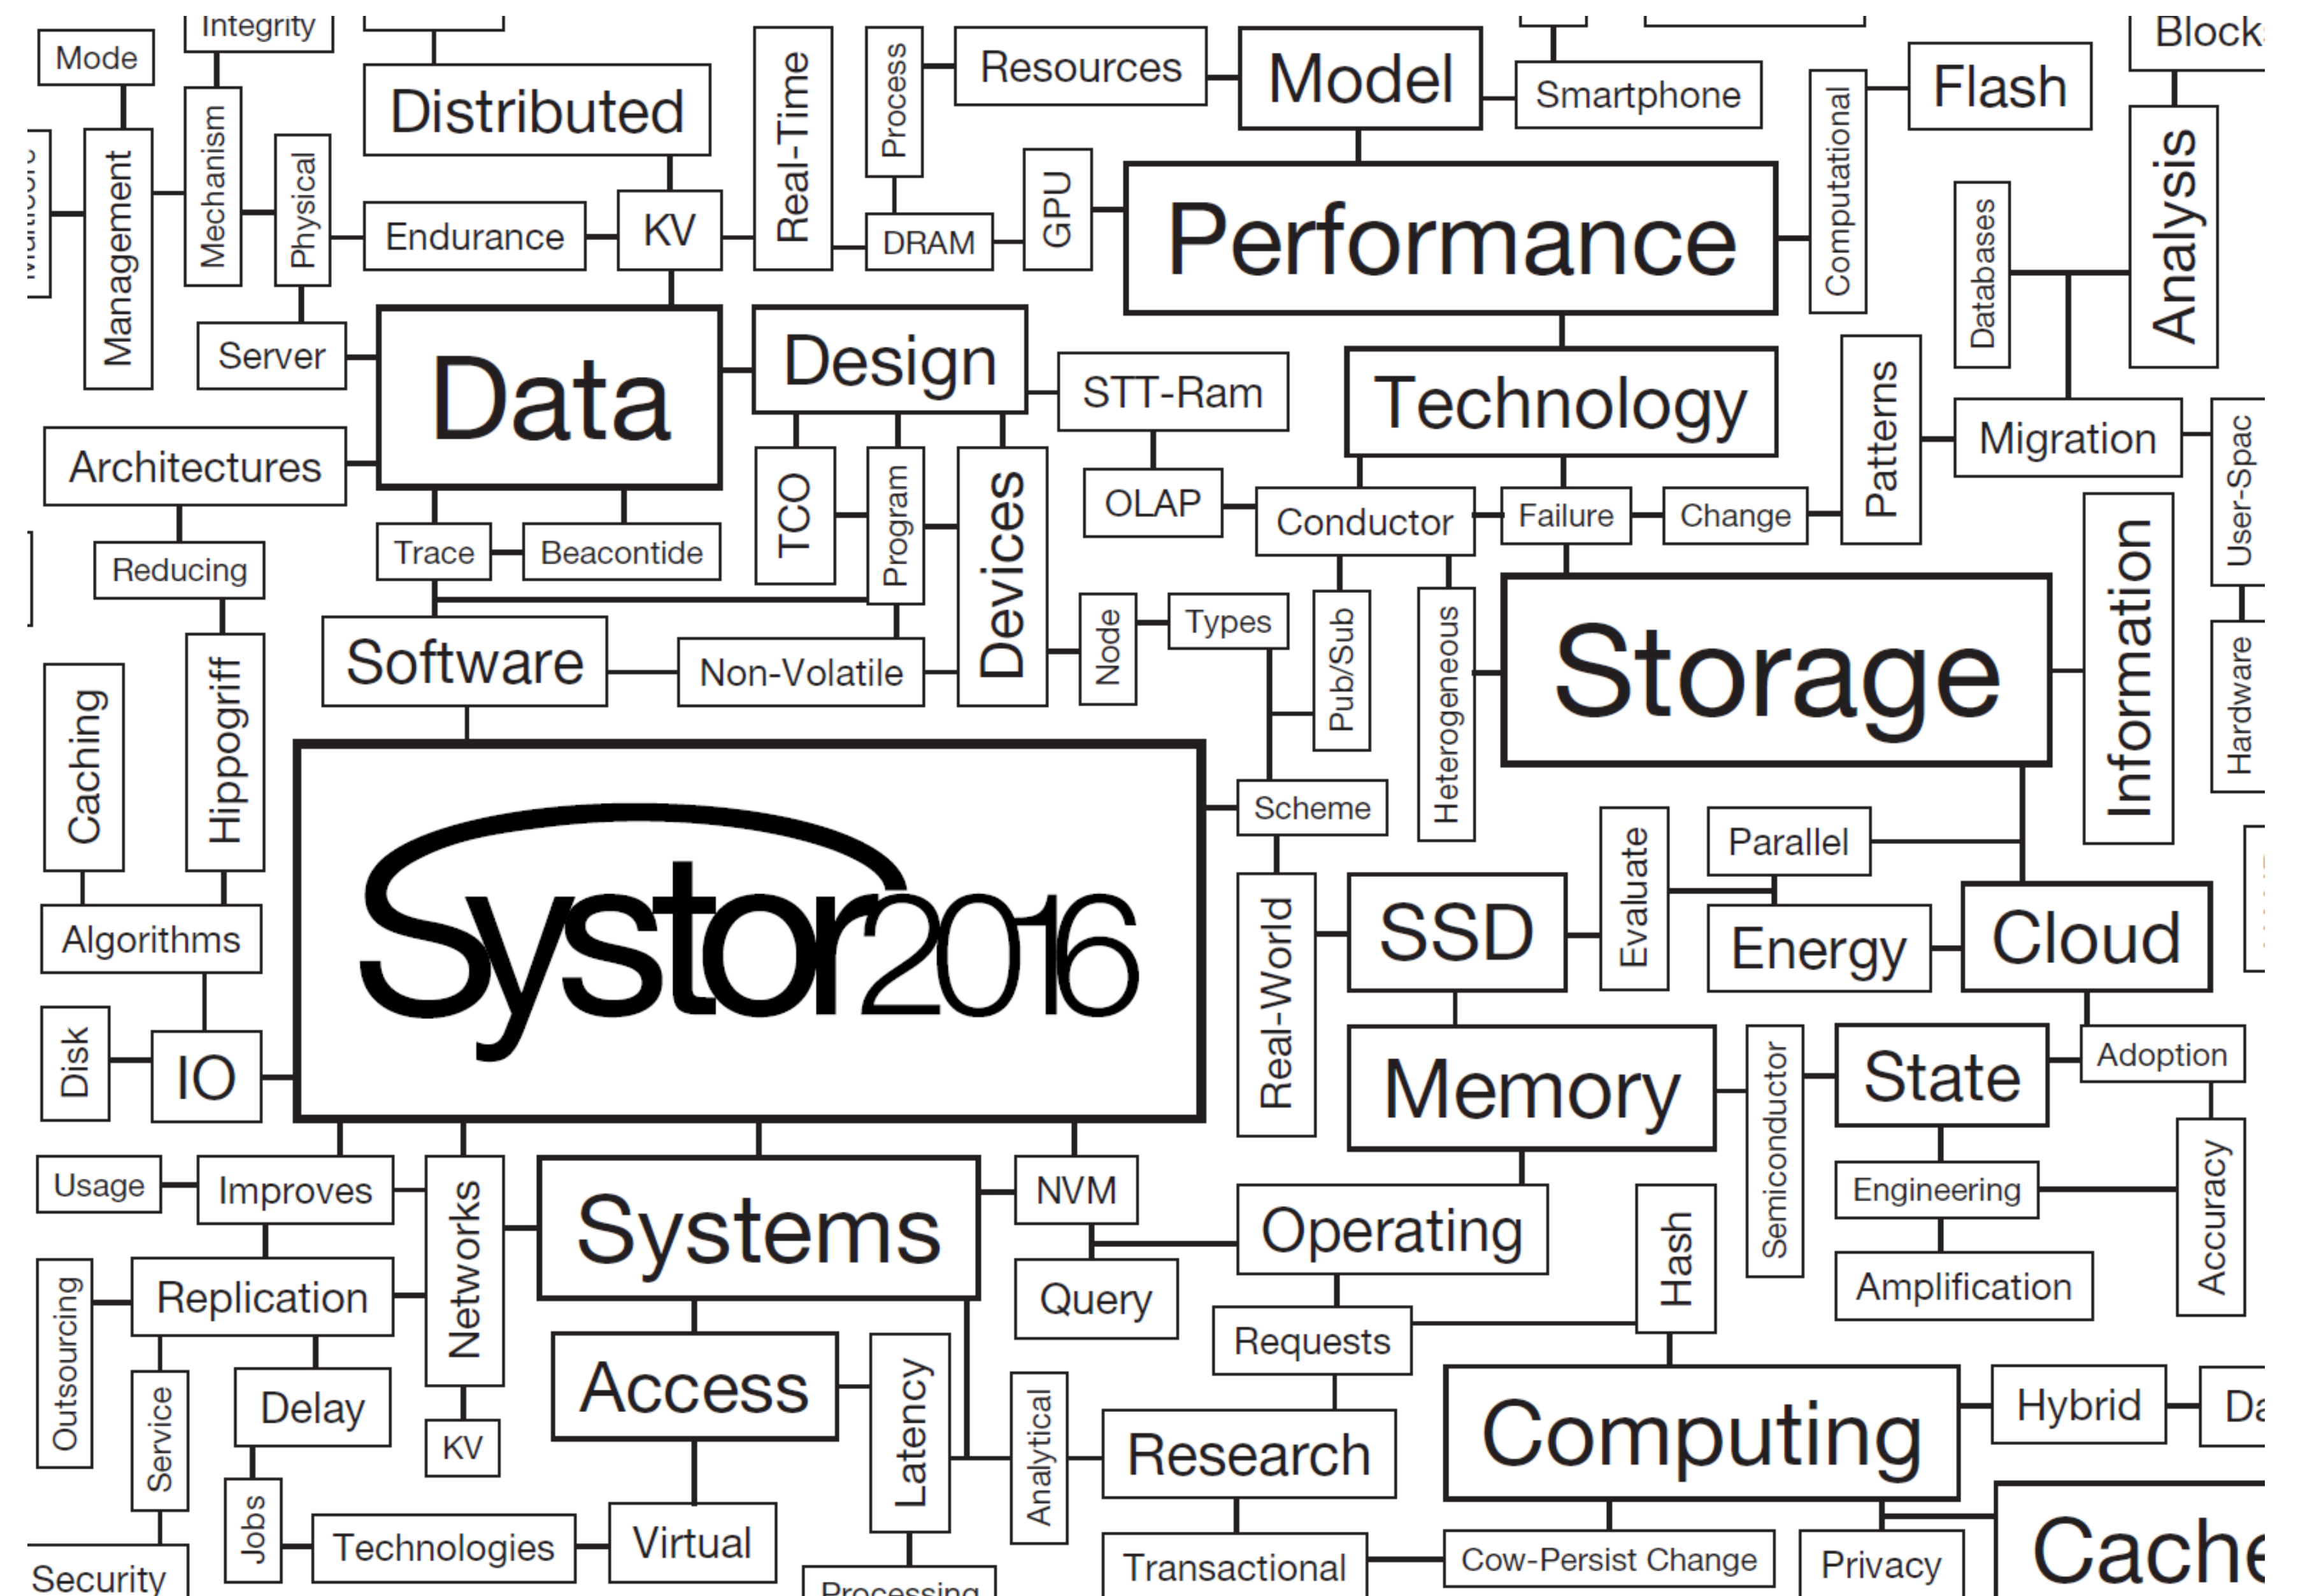 Integrity
Mode
Distributed
Real-Time
Process
Resources
Model
Smartphone
Computational
Flash
Block
Management
Mechanism
Physical
Endurance
KV
DRAM
GPU
Performance
Databases
Analysis
Server
Data
Design
STT-Ram
Technology
Patterns
Migration
User-Spac
Architectures
TCO
Program
Devices
OLAP
Conductor
Failure
Change
Information
Trace
Beacontide
Reducing
Node
Types
Pub/Sub
Heterogeneous
Storage
Hardware
Software
Non-Volatile
Caching
Hippogriff
Systor2016
Scheme
Evaluate
Parallel
Algorithms
Real-World
SSD
Energy
Cloud
Disk
IO
Memory
Semiconductor
State
Adoption
Usage
Improves
Networks
Systems
NVM
Operating
Hash
Engineering
Accuracy
Outsourcing
Replication
Query
Requests
Amplification
Service
Delay
KV
Access
Latency
Analytical
Research
Computing
Hybrid
Da
Jobs
Technologies
Virtual
Security
Processing
Transactional
Cow-Persist Change
Privacy
Cache